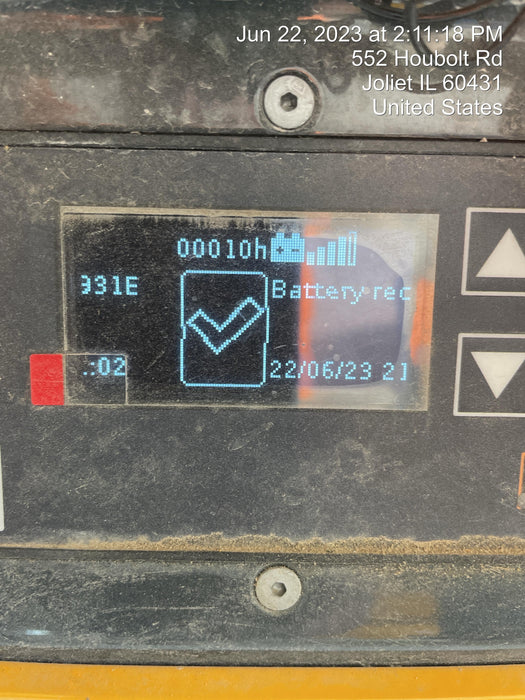 Jun 22, 2023 at 2:11:18 PM
552 Houbolt Rd
Joliet IL 60431
United States
00010h
931E
Battery rec
:02
22/06/23 21